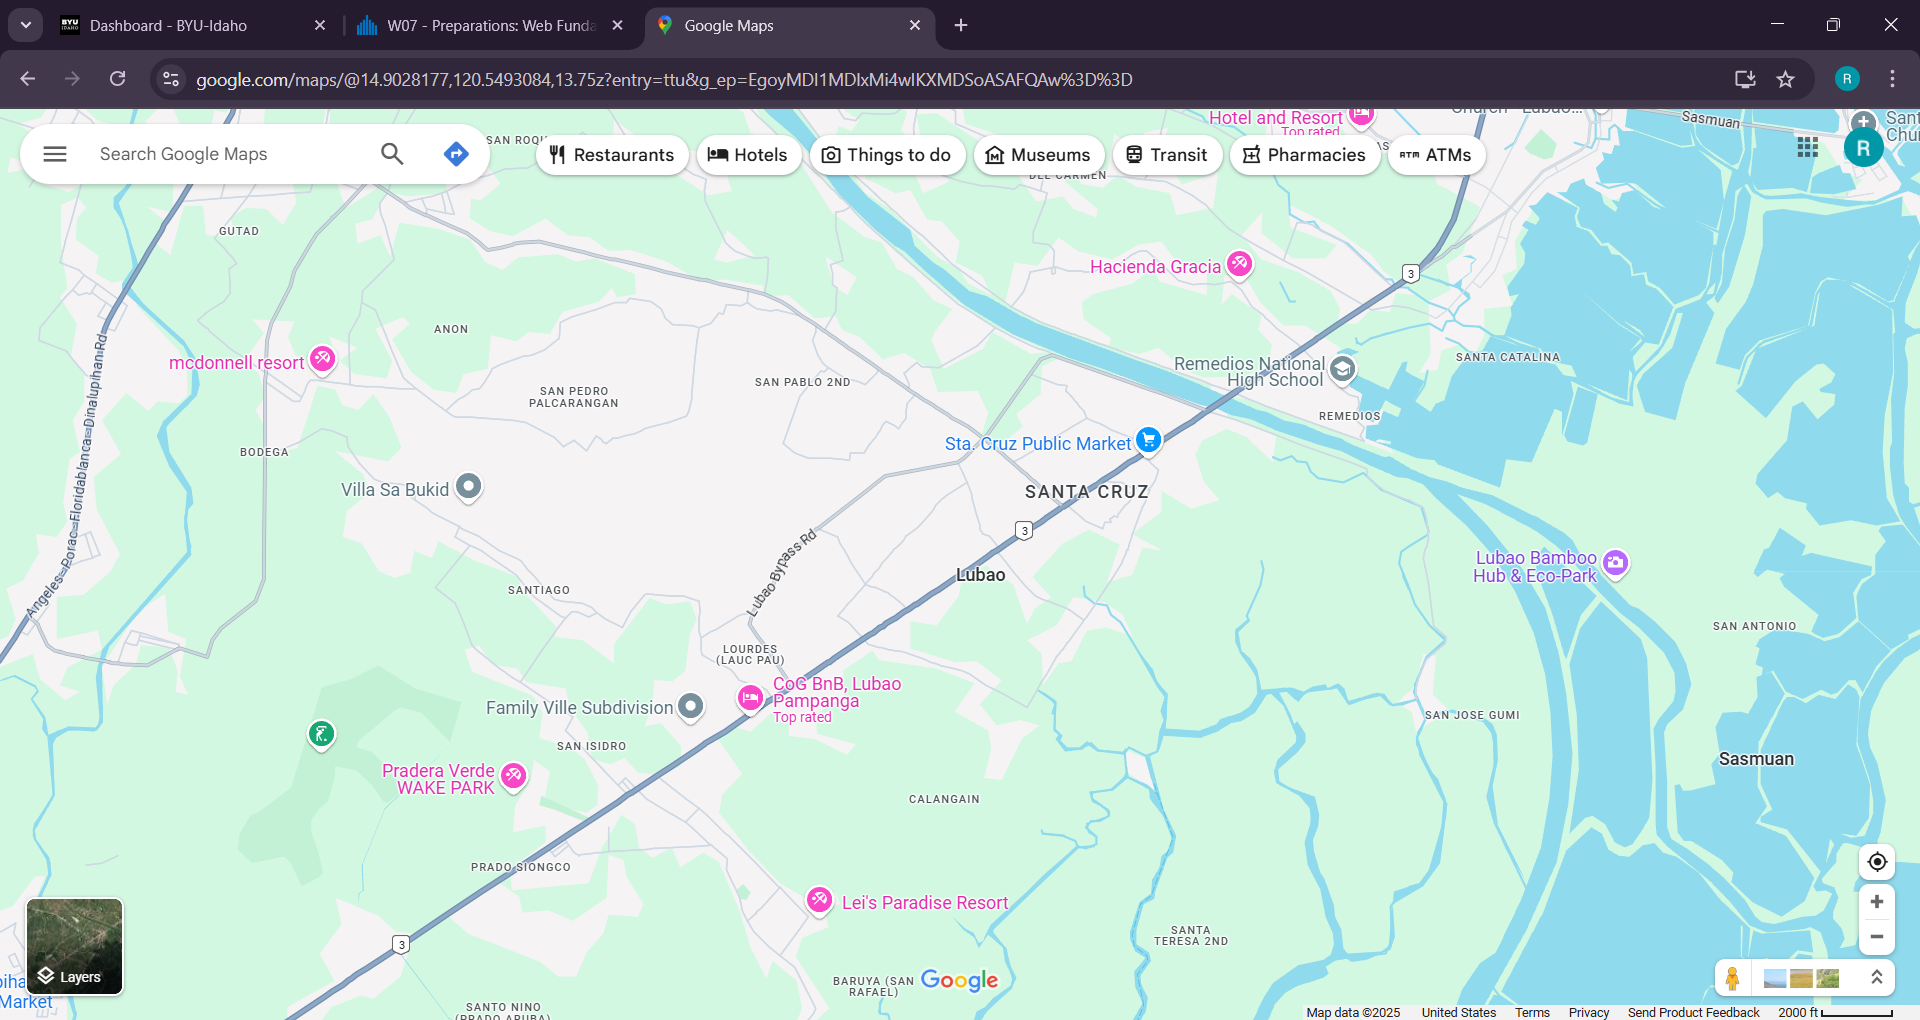 Dashboard - BYU-Idaho
W07 - Preparations: Web Funda
Google Maps
google.com/maps/@14.9028177,120.5493084,13.75z?entry=ttu&g_ep=EgoyMDI1MDIxMi4wIKXMDSoASAFQAw%3D%3D
R
Search Google Maps
Restaurants
Hotels
Things to do
Museums
Transit
Pharmacies
ATM ATMs
R
Hotel and Resort
Top rated
Church - Lubao...
Sasmuan
SAN ROQU
DEL CARMEN
GUTAD
Hacienda Gracia
3
ANON
mcdonnell resort
SAN PABLO 2ND
SAN PEDRO
PALCARANGAN
Remedios National
High School
SANTA CATALINA
REMEDIOS
Angeles-Porac-Floridablanca-Dinalupihan Rd
BODEGA
Sta. Cruz Public Market
Villa Sa Bukid
SANTA CRUZ
3
Lubao Bypass Rd
Lubao
Lubao Bamboo
Hub & Eco-Park
SANTIAGO
SAN ANTONIO
LOURDES
(LAUC PAU)
CoG BnB, Lubao
Pampanga
Top rated
Family Ville Subdivision
SAN JOSE GUMI
SAN ISIDRO
Sasmuan
Pradera Verde
WAKE PARK
CALANGAIN
PRADO SIONGCO
Lei's Paradise Resort
3
SANTA
TERESA 2ND
Layers
Market
BARUYA (SAN
RAFAEL)
Google
SANTO NINO
(PRADO ARUBA)
Map data ©2025
United States
Terms
Privacy
Send Product Feedback
2000 ft